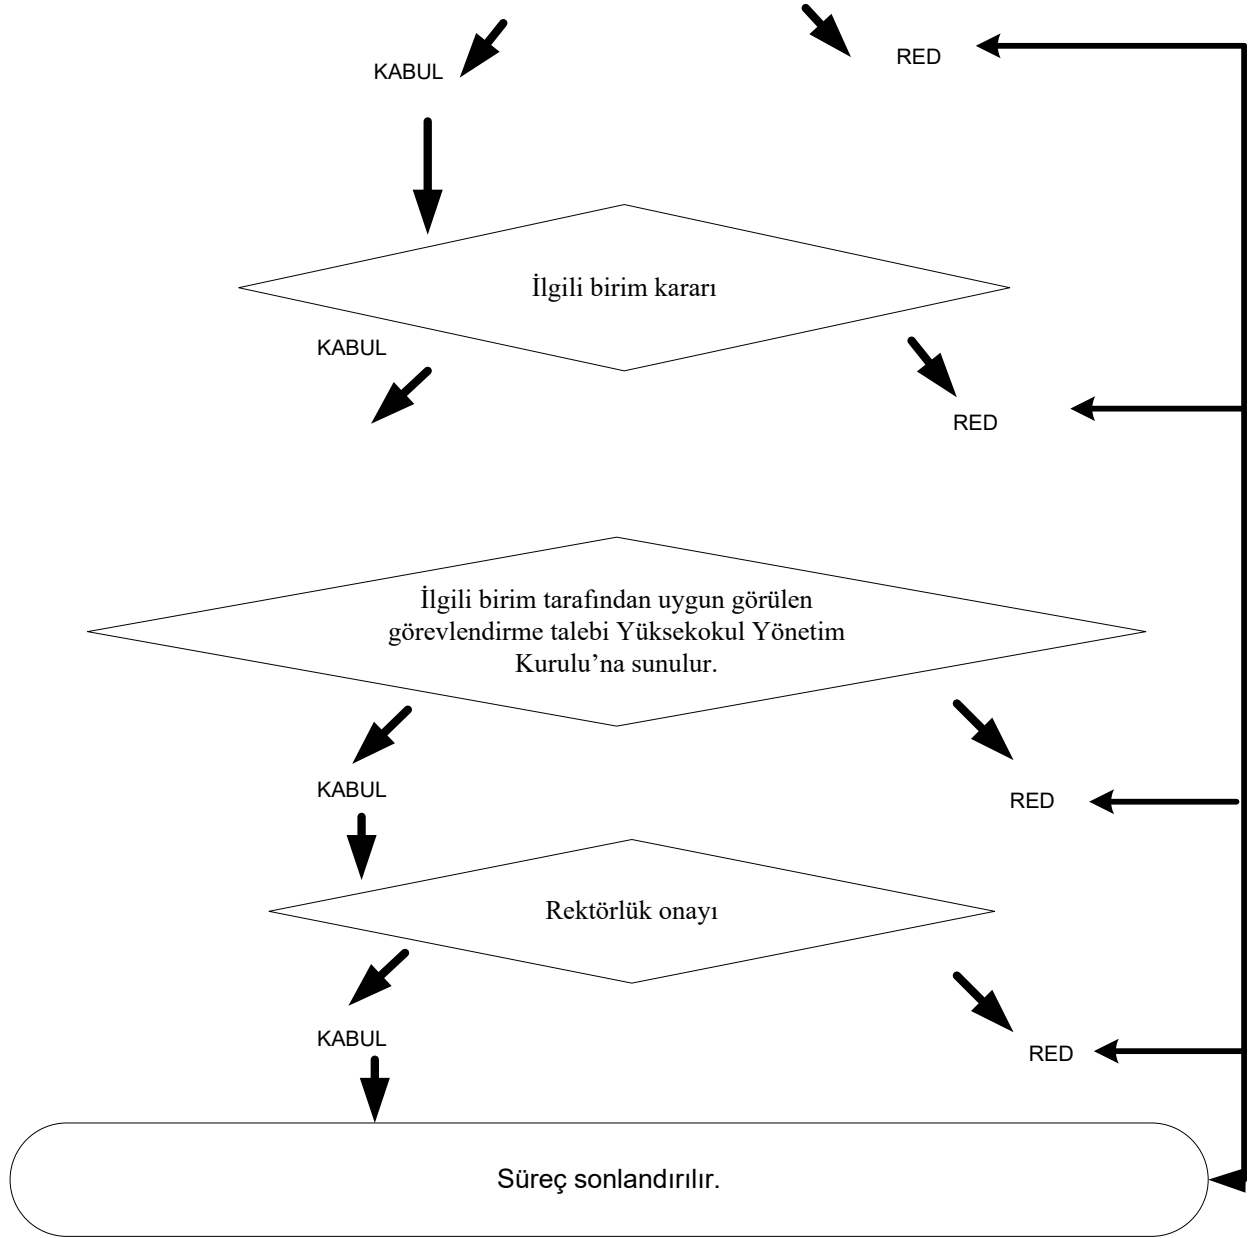 KABUL
RED
İlgili birim kararı
KABUL
RED
İlgili birim tarafından uygun görülen
görevlendirme talebi Yüksekokul Yönetim
Kurulu’na sunulur.
KABUL
RED
Rektörlük onayı
KABUL
RED
Süreç sonlandırılır.